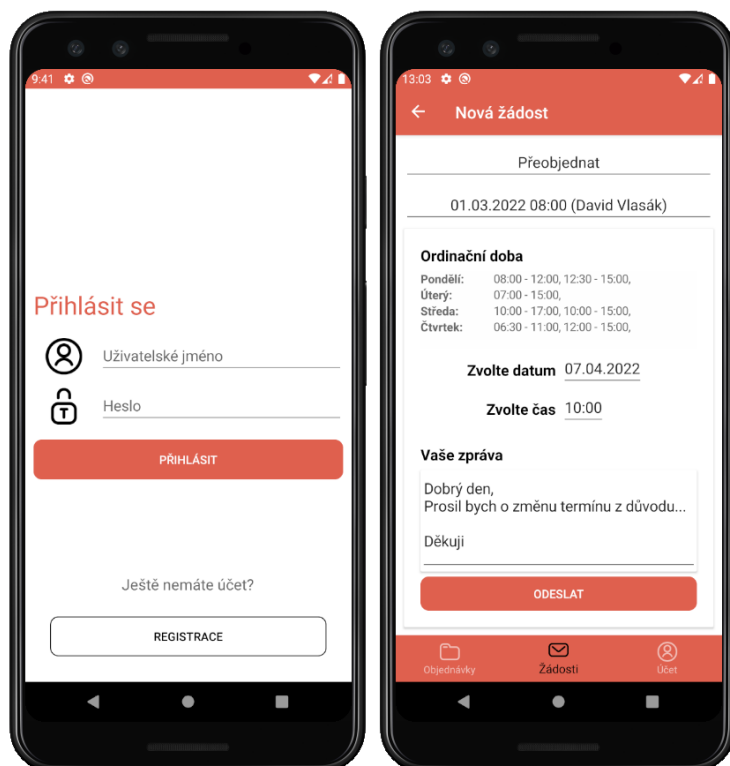 9:41
Přihlásit se
Uživatelské jméno
T
Heslo
PŘIHLÁSIT
Ještě nemáte účet?
REGISTRACE
13:03
Nová žádost
Přeobjednat
01.03.2022 08:00 (David Vlasák)
Ordinační doba
Pondělí: 08:00 - 12:00, 12:30 - 15:00,
Úterý: 07:00 - 15:00,
Středa: 10:00 - 17:00, 10:00 - 15:00,
Čtvrtek: 06:30 - 11:00, 12:00 - 15:00,
Zvolte datum 07.04.2022
Zvolte čas 10:00
Vaše zpráva
Dobrý den,
Prosil bych o změnu termínu z důvodu...
Děkuji
ODESLAT
Objednávky Žádosti Účet